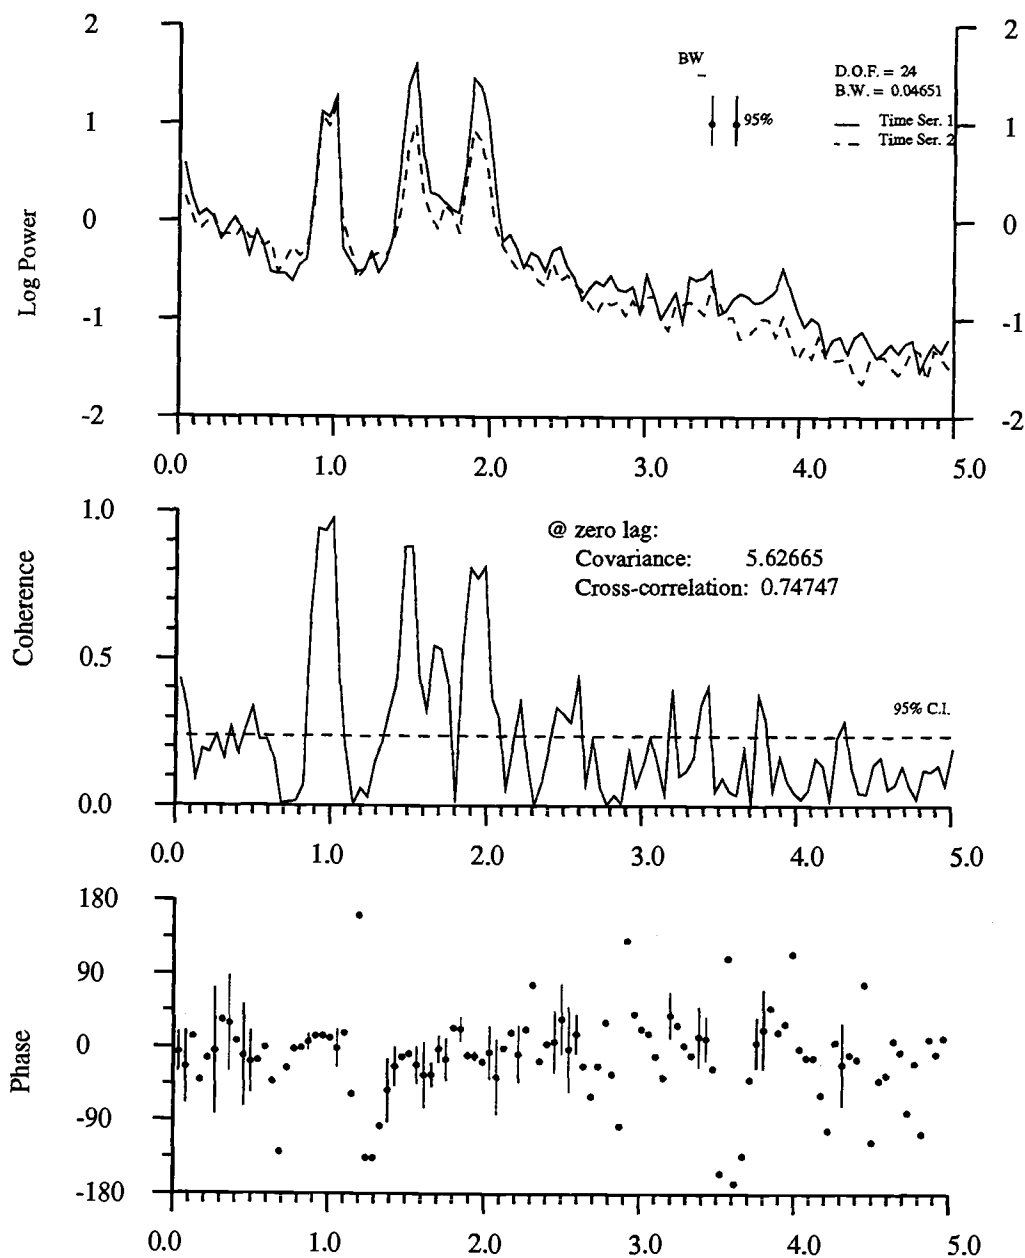 2
1
0
-1
-2
Log Power
BW
95%
D.O.F. = 24
B.W. = 0.04651
Time Ser. 1
Time Ser. 2
2
1
0
-1
-2
0.0 1.0 2.0 3.0 4.0 5.0
1.0
0.5
0.0
Coherence
@ zero lag:
Covariance: 5.62665
Cross-correlation: 0.74747
95% C.I.
0.0 1.0 2.0 3.0 4.0 5.0
180
90
0
-90
-180
Phase
0.0 1.0 2.0 3.0 4.0 5.0